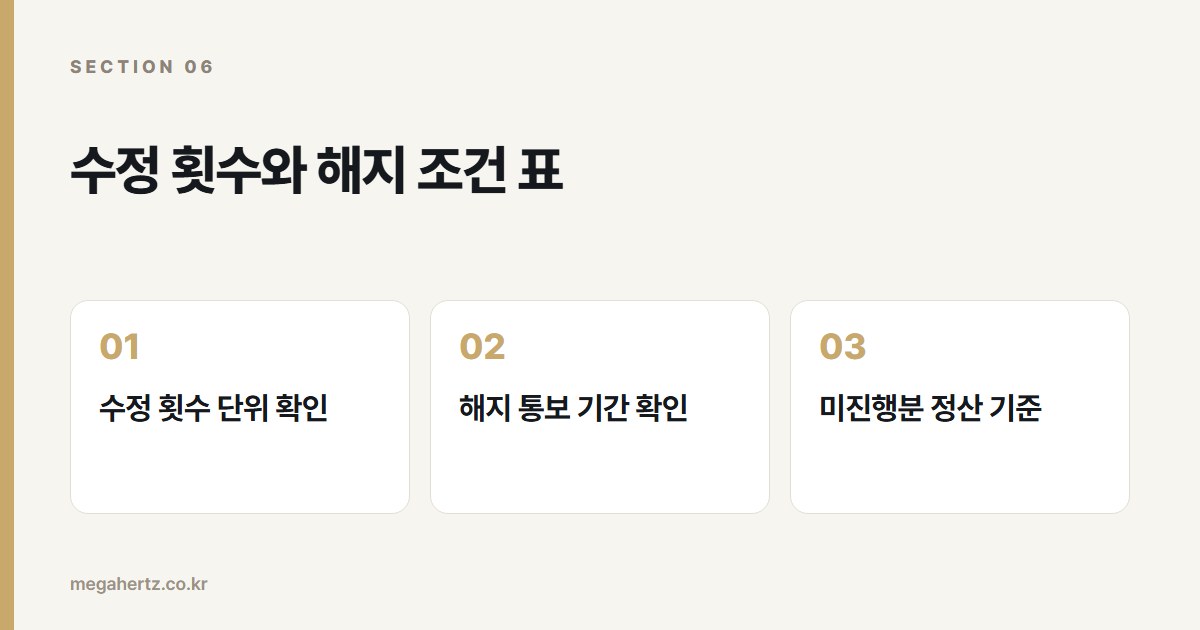 SECTION 06
수정 횟수와 해지 조건 표
01
수정 횟수 단위 확인
02
해지 통보 기간 확인
03
미진행분 정산 기준
megahertz.co.kr